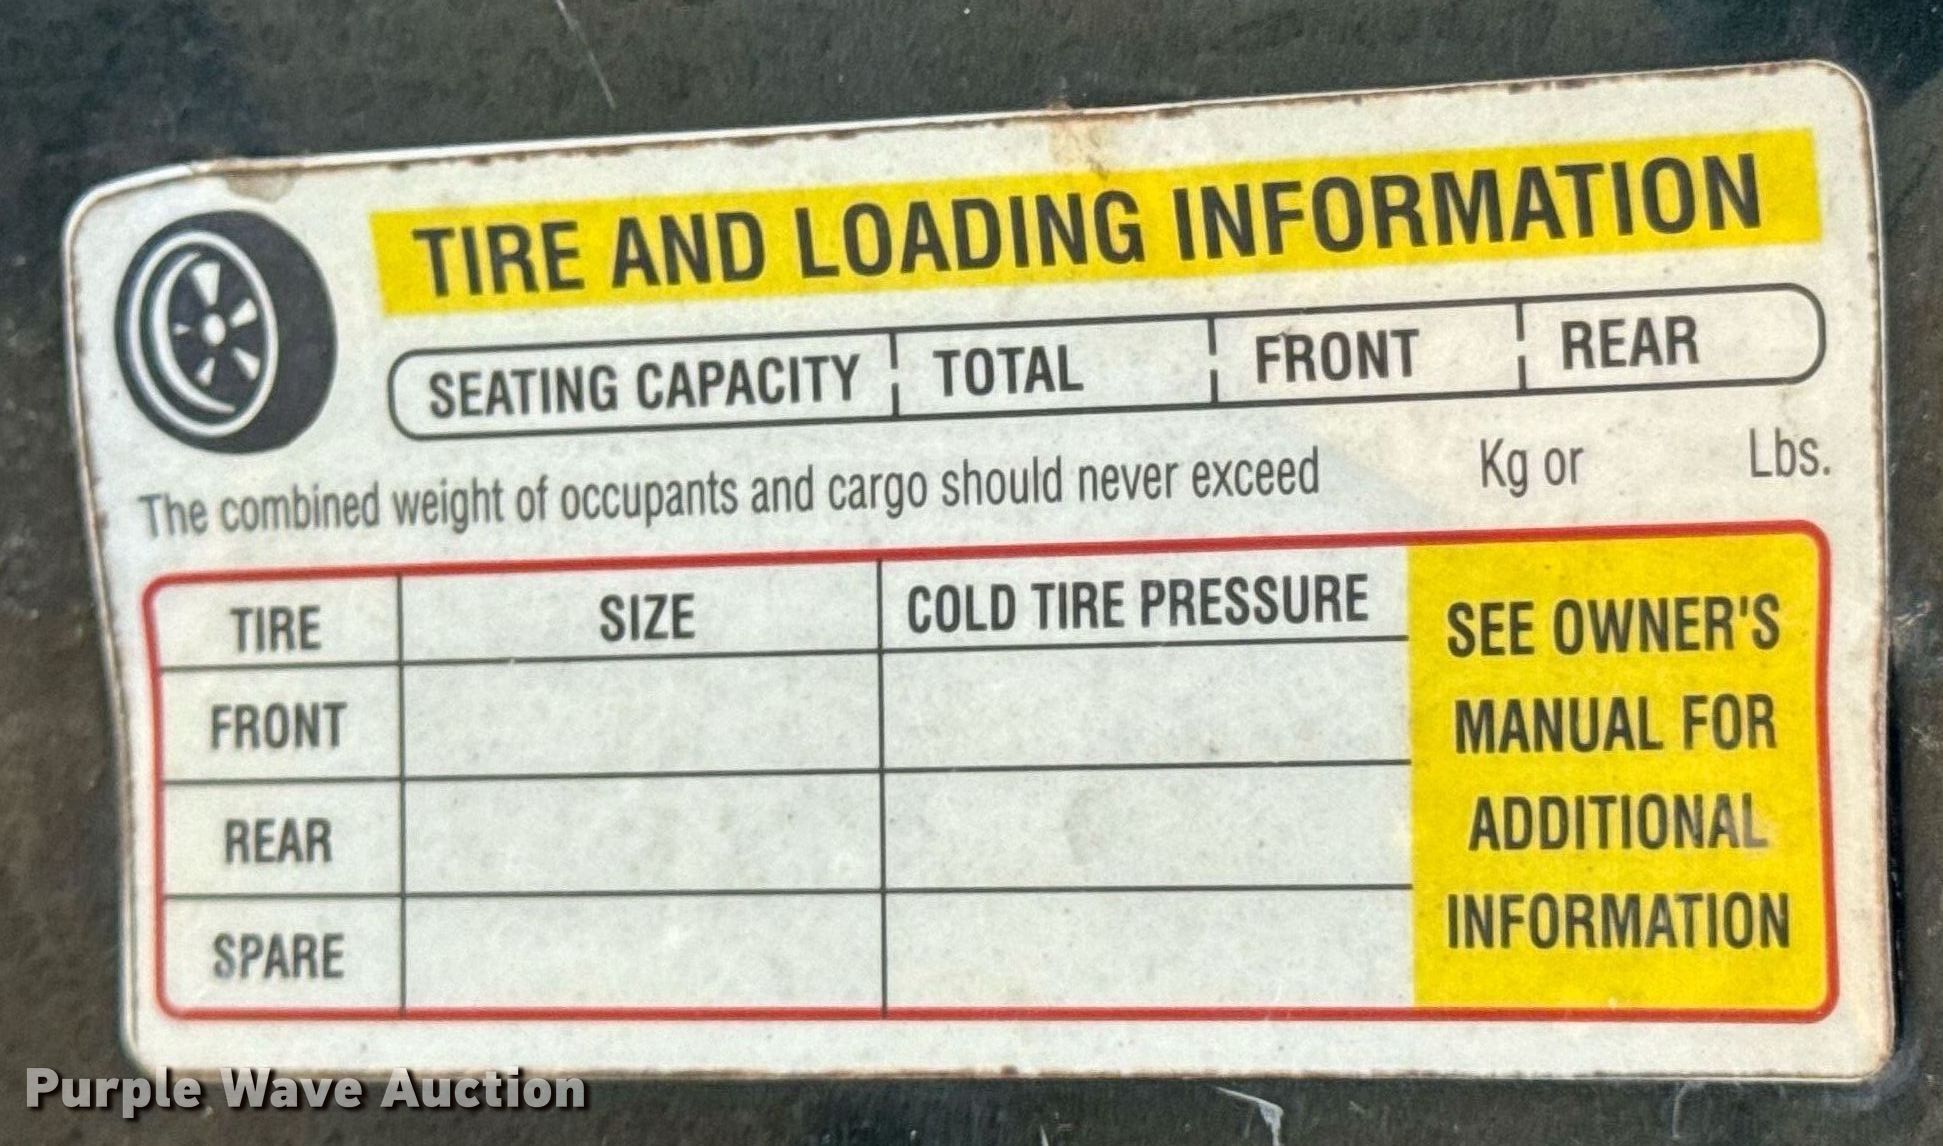 TIRE AND LOADING INFORMATION
SEATING CAPACITY TOTAL FRONT REAR
The combined weight of occupants and cargo should never exceed Kg or Lbs.
TIRE SIZE COLD TIRE PRESSURE
FRONT
REAR
SPARE
SEE OWNER'S
MANUAL FOR
ADDITIONAL
INFORMATION
Purple Wave Auction